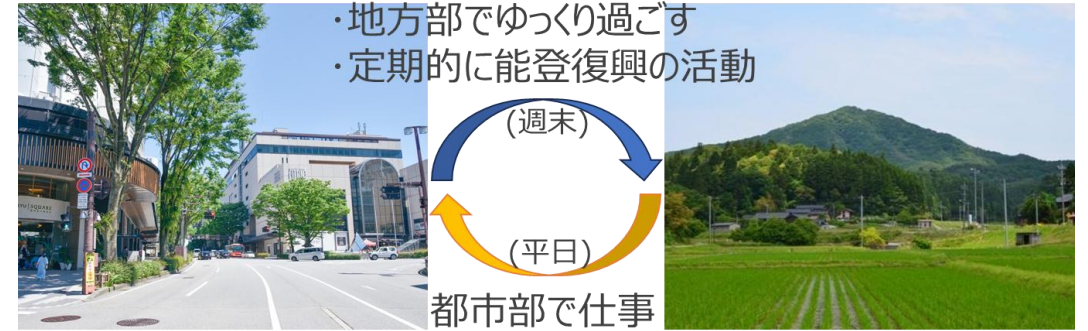 ・地方部でゆっくり過ごす
・定期的に能登復興の活動
(週末)
(平日)
都市部で仕事